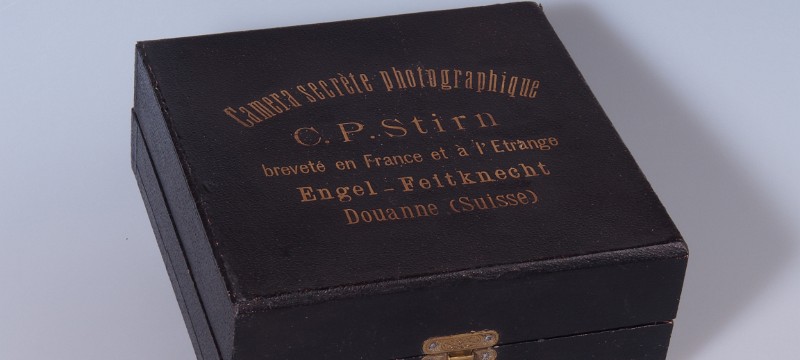 Camera secrète photographique
C. P. Stirn
breveté en France et à l'Etrange
Engel - Feitknecht
Douanne (Suisse)